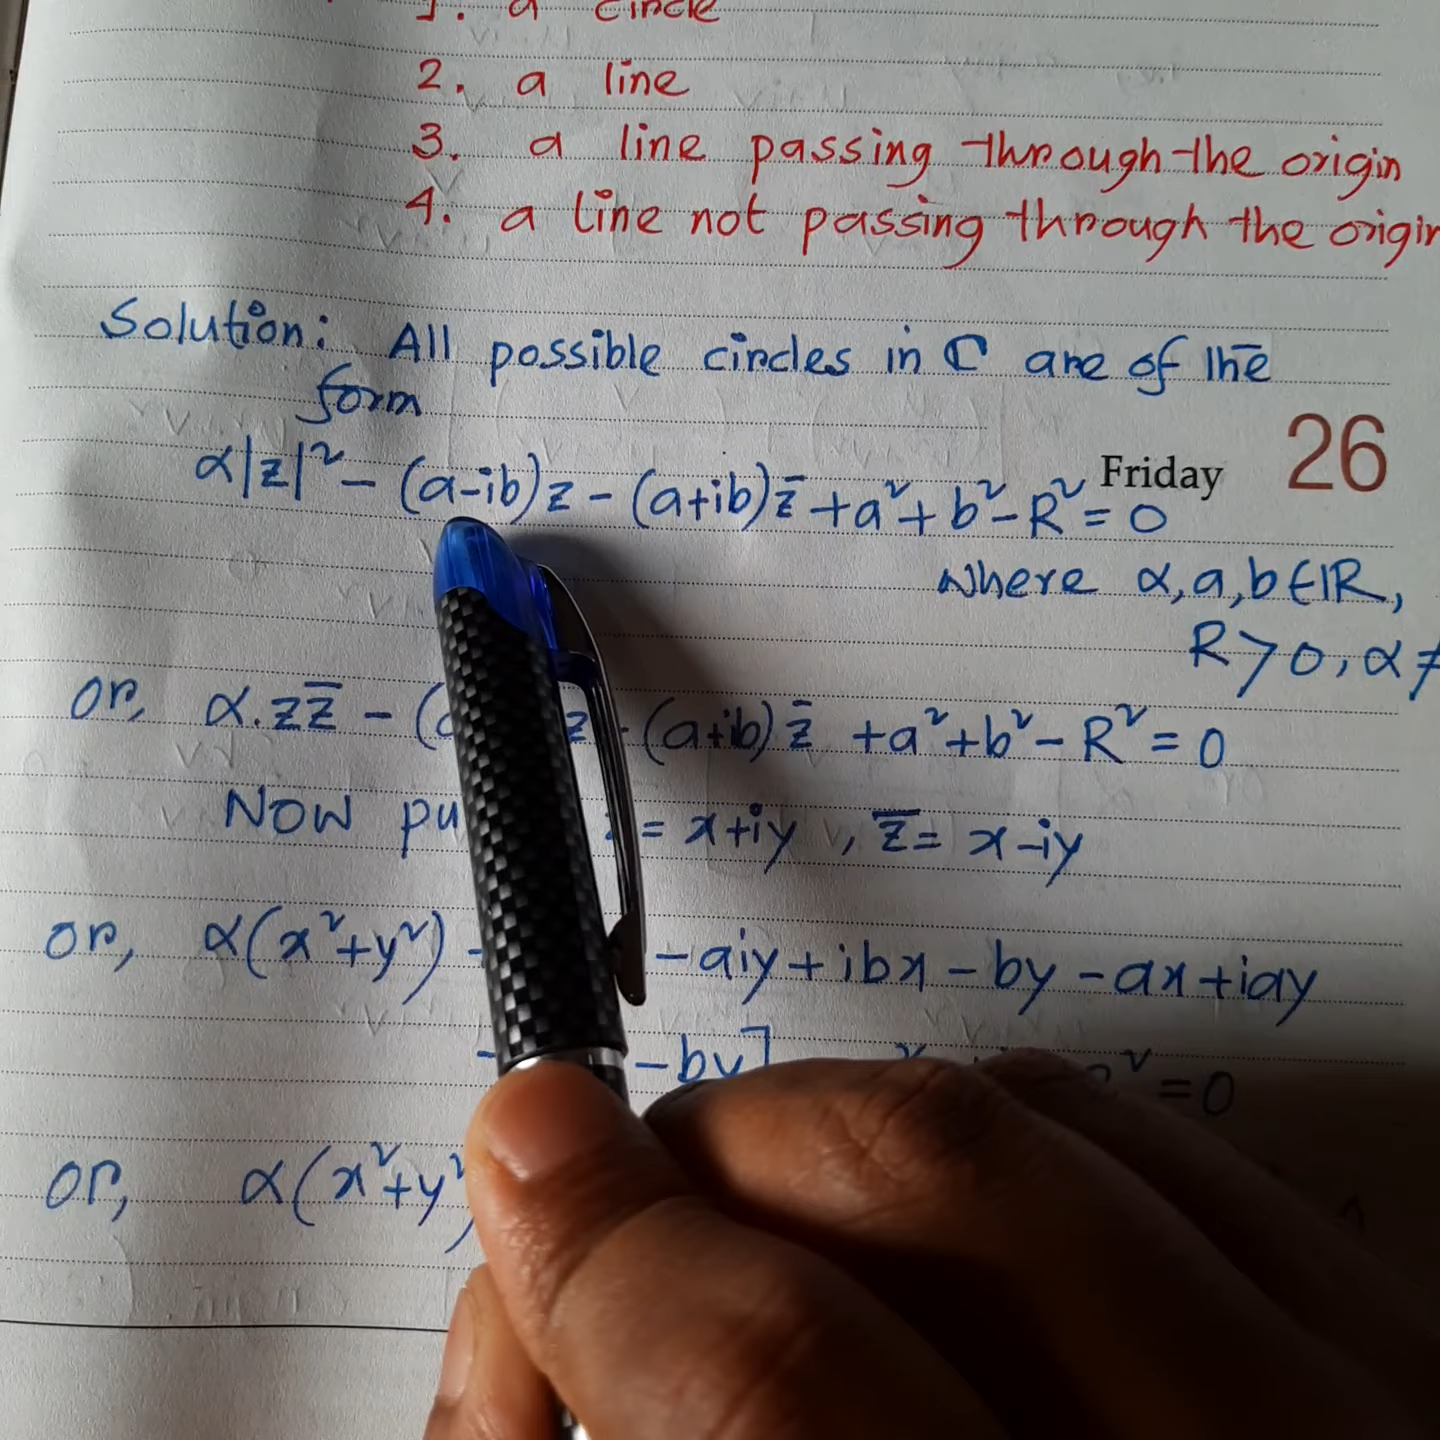 1. a circle
2. a line
3. a line passing through the origin
4. a line not passing through the origin
Solution: All possible circles in ℂ are of the
form
α|z|² - (a-ib)z - (a+ib)z̄ + a² + b² - R² = 0
Friday 26
where α, a, b ∈ ℝ,
R > 0, α ≠
or, α.zz̄ - ( z - (a+ib) z̄ + a² + b² - R² = 0
Now pu = x+iy, z̄ = x-iy
or, α(x²+y²) - - aiy + ibx - by - ax + iay
- - by] ² = 0
or, α(x²+y²